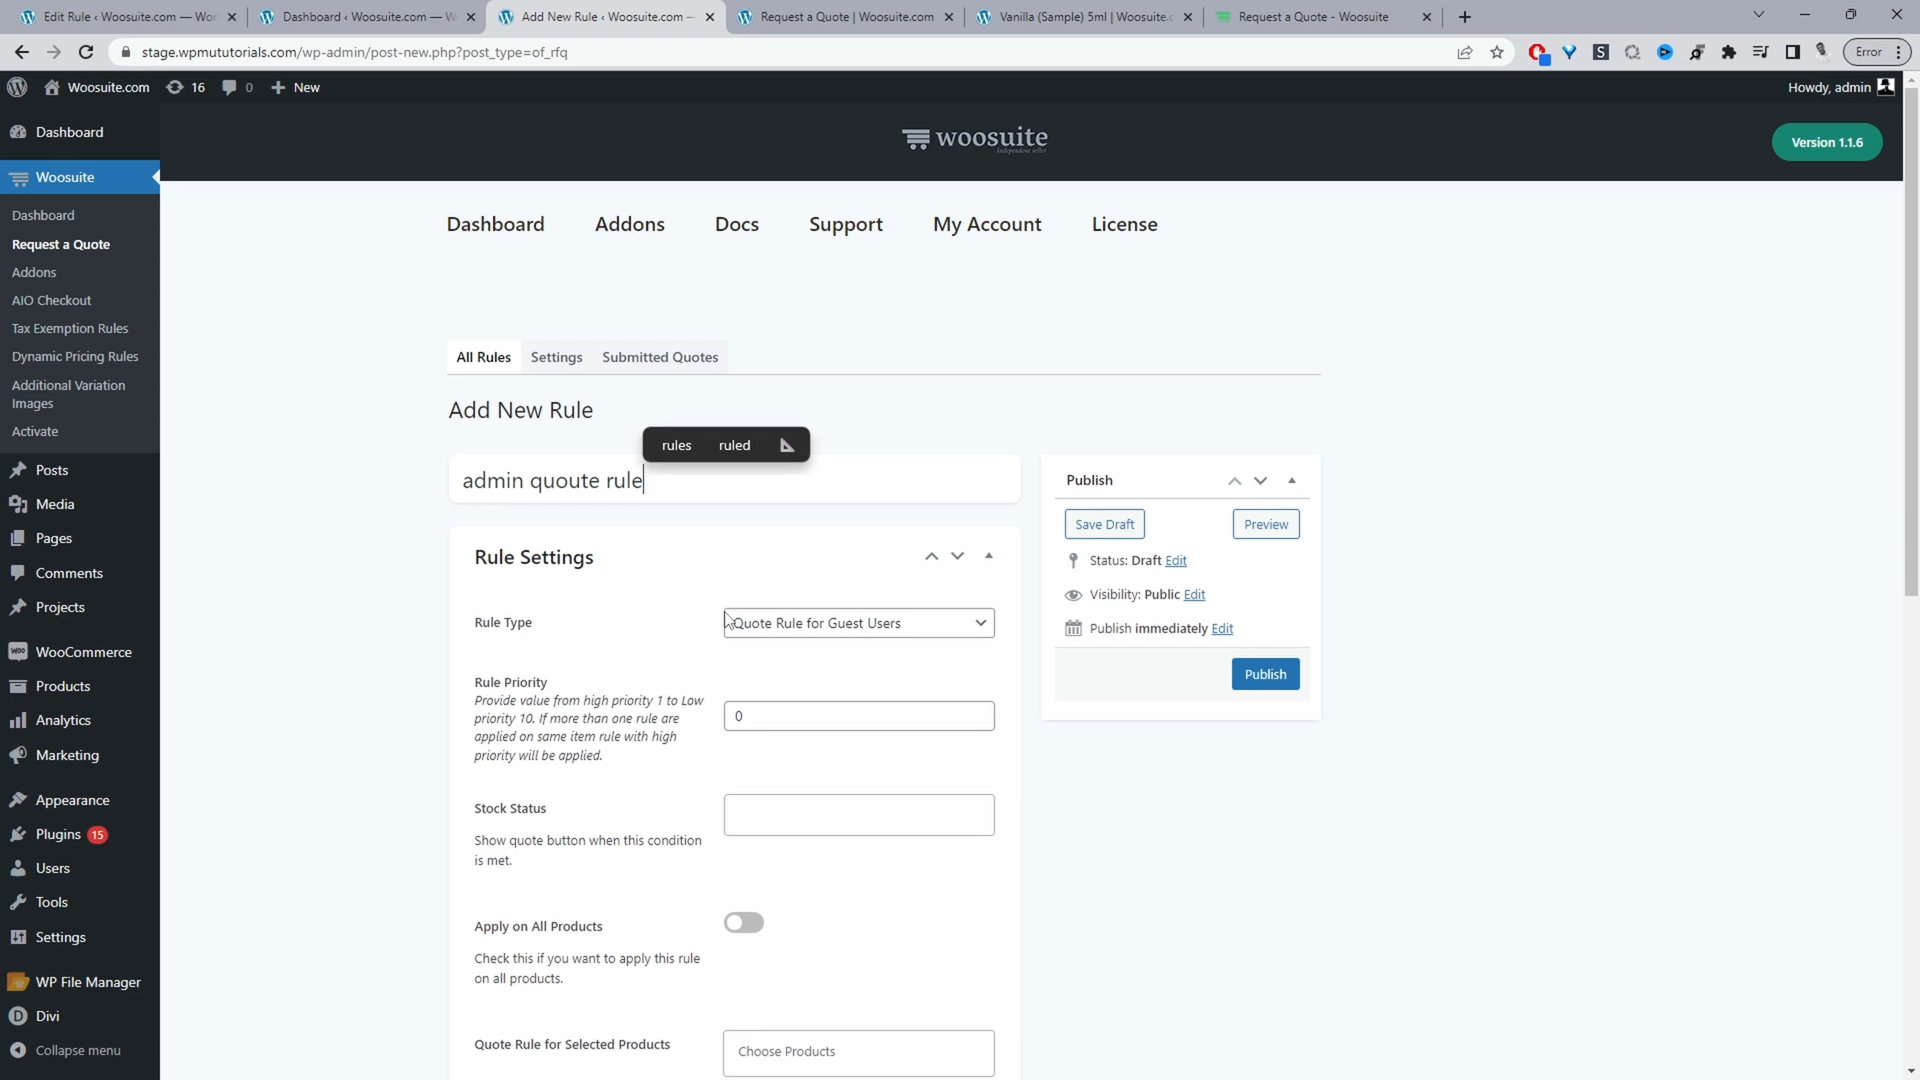 Edit Rule ‹ Woosuite.com — Wor
Dashboard ‹ Woosuite.com — W
Add New Rule ‹ Woosuite.com —
Request a Quote | Woosuite.com
Vanilla (Sample) 5ml | Woosuite.c
Request a Quote - Woosuite
stage.wpmututorials.com/wp-admin/post-new.php?post_type=of_rfq
Error
Woosuite.com
16
0
New
Howdy, admin
Dashboard
woosuite
Independent seller
Version 1.1.6
Woosuite
Dashboard
Request a Quote
Addons
AIO Checkout
Tax Exemption Rules
Dynamic Pricing Rules
Additional Variation
Images
Activate
Posts
Media
Pages
Comments
Projects
WooCommerce
Products
Analytics
Marketing
Appearance
Plugins 15
Users
Tools
Settings
WP File Manager
Divi
Collapse menu
Dashboard
Addons
Docs
Support
My Account
License
All Rules
Settings
Submitted Quotes
Add New Rule
rules
ruled
admin quoute rule
Rule Settings
Rule Type
Quote Rule for Guest Users
Rule Priority
Provide value from high priority 1 to Low
priority 10. If more than one rule are
applied on same item rule with high
priority will be applied.
0
Stock Status
Show quote button when this condition
is met.
Apply on All Products
Check this if you want to apply this rule
on all products.
Quote Rule for Selected Products
Choose Products
Publish
Save Draft
Preview
Status: Draft Edit
Visibility: Public Edit
Publish immediately Edit
Publish